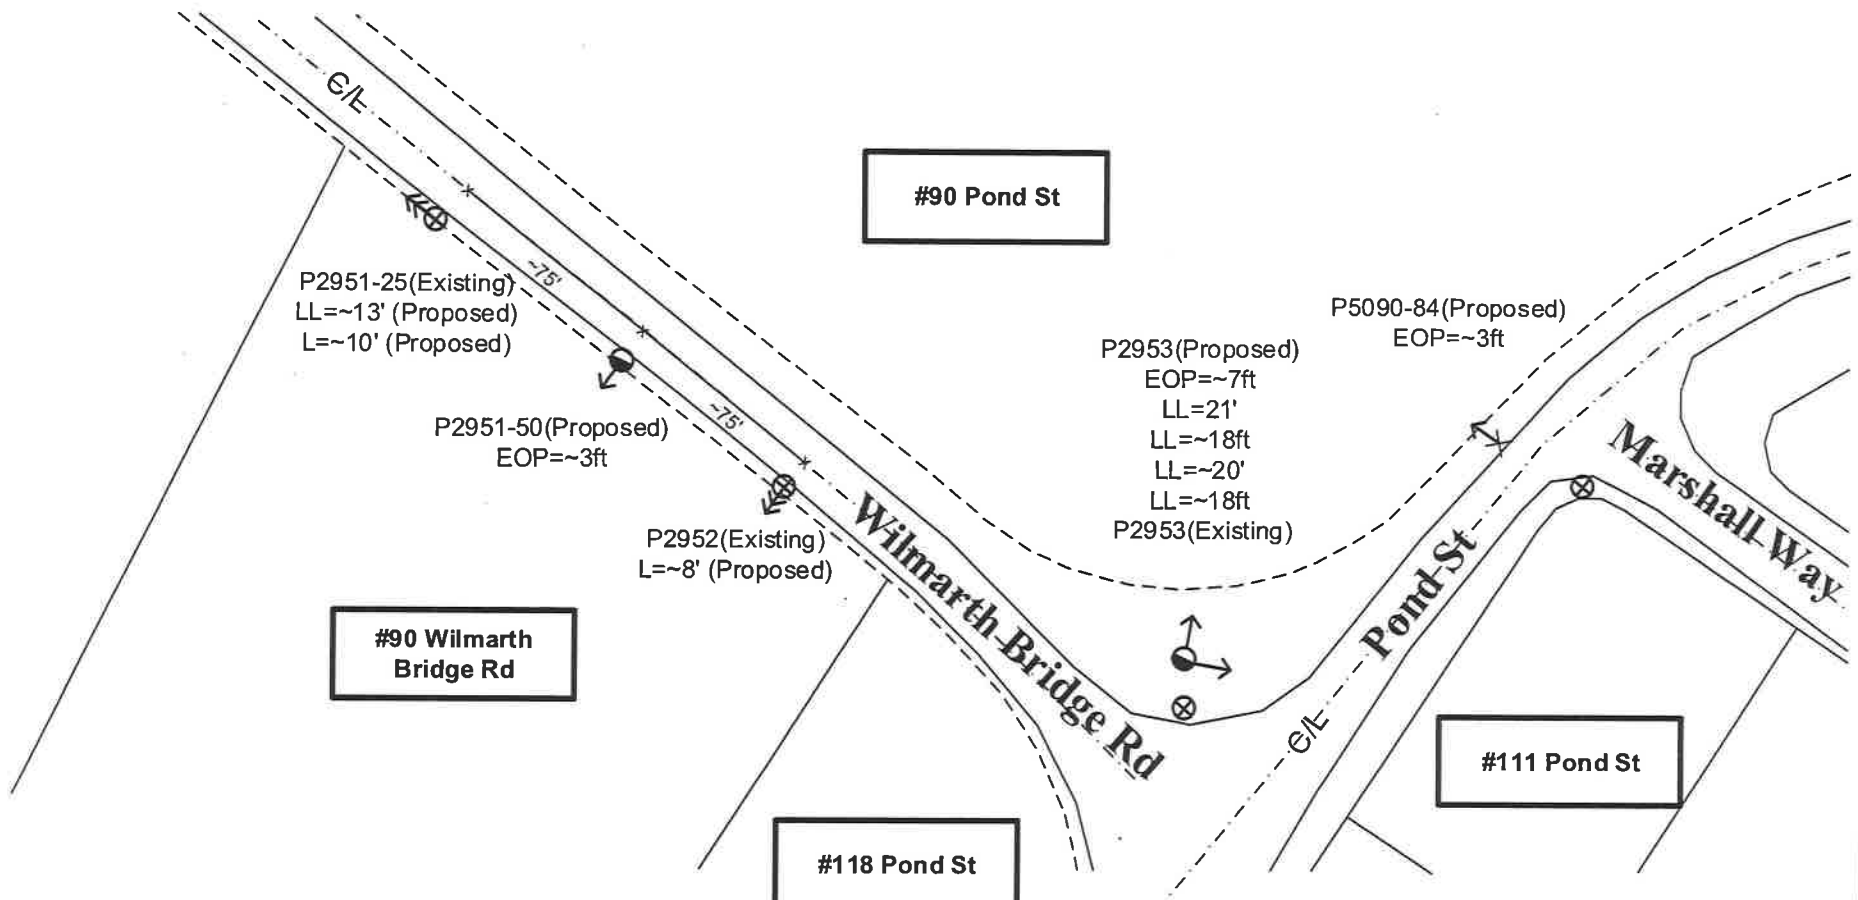 C/L
#90 Pond St
~75'
P2951-25(Existing)
LL=~13' (Proposed)
L=~10' (Proposed)
P5090-84(Proposed)
EOP=~3ft
P2953(Proposed)
EOP=~7ft
LL=21'
LL=~18ft
LL=~20'
LL=~18ft
P2953(Existing)
~75'
P2951-50(Proposed)
EOP=~3ft
Marshall Way
P2952(Existing)
L=~8' (Proposed)
Wilmarth Bridge Rd
Pond St
#90 Wilmarth
Bridge Rd
C/L
#111 Pond St
#118 Pond St